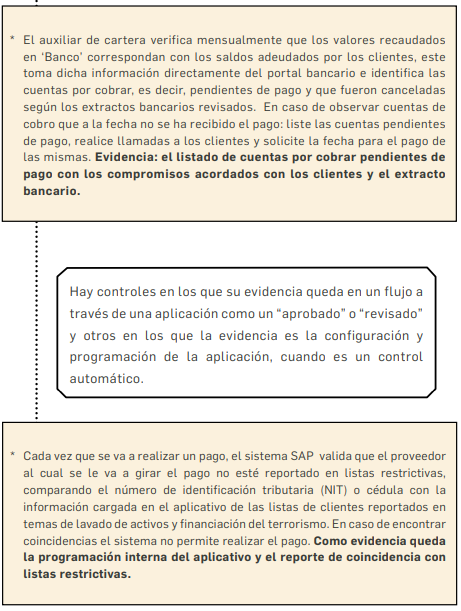 * El auxiliar de cartera verifica mensualmente que los valores recaudados
en ‘Banco’ correspondan con los saldos adeudados por los clientes, este
toma dicha información directamente del portal bancario e identifica las
cuentas por cobrar, es decir, pendientes de pago y que fueron canceladas
según los extractos bancarios revisados. En caso de observar cuentas de
cobro que a la fecha no se ha recibido el pago: liste las cuentas pendientes
de pago, realice llamadas a los clientes y solicite la fecha para el pago de
las mismas. Evidencia: el listado de cuentas por cobrar pendientes de
pago con los compromisos acordados con los clientes y el extracto
bancario.
Hay controles en los que su evidencia queda en un flujo a
través de una aplicación como un “aprobado” o “revisado”
y otros en los que la evidencia es la configuración y
programación de la aplicación, cuando es un control
automático.
* Cada vez que se va a realizar un pago, el sistema SAP valida que el proveedor
al cual se le va a girar el pago no esté reportado en listas restrictivas,
comparando el número de identificación tributaria (NIT) o cédula con la
información cargada en el aplicativo de las listas de clientes reportados en
temas de lavado de activos y financiación del terrorismo. En caso de encontrar
coincidencias el sistema no permite realizar el pago. Como evidencia queda
la programación interna del aplicativo y el reporte de coincidencia con
listas restrictivas.